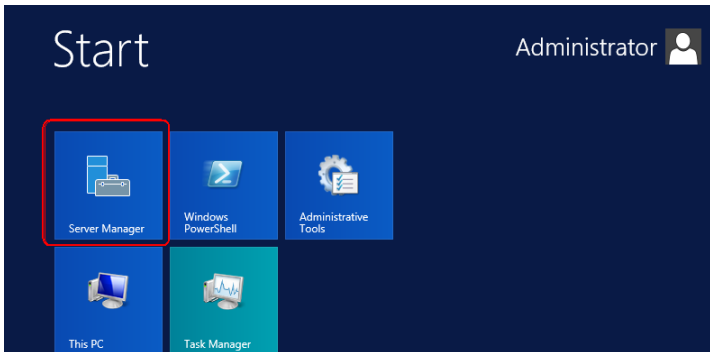 Start
Administrator
Server Manager
Windows
PowerShell
Administrative
Tools
This PC
Task Manager